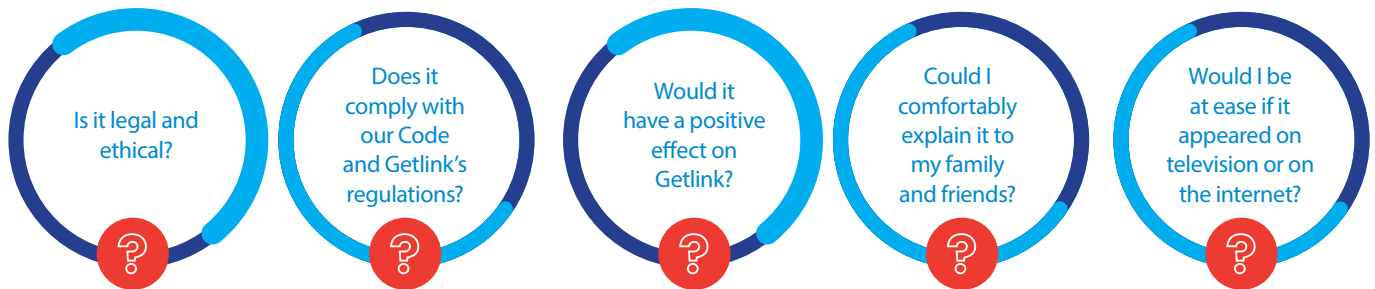 Is it legal and
ethical?
Does it
comply with
our Code
and Getlink's
regulations?
Would it
have a positive
effect on
Getlink?
Could I
comfortably
explain it to
my family
and friends?
Would I be
at ease if it
appeared on
television or on
the internet?
?
?
?
?
?